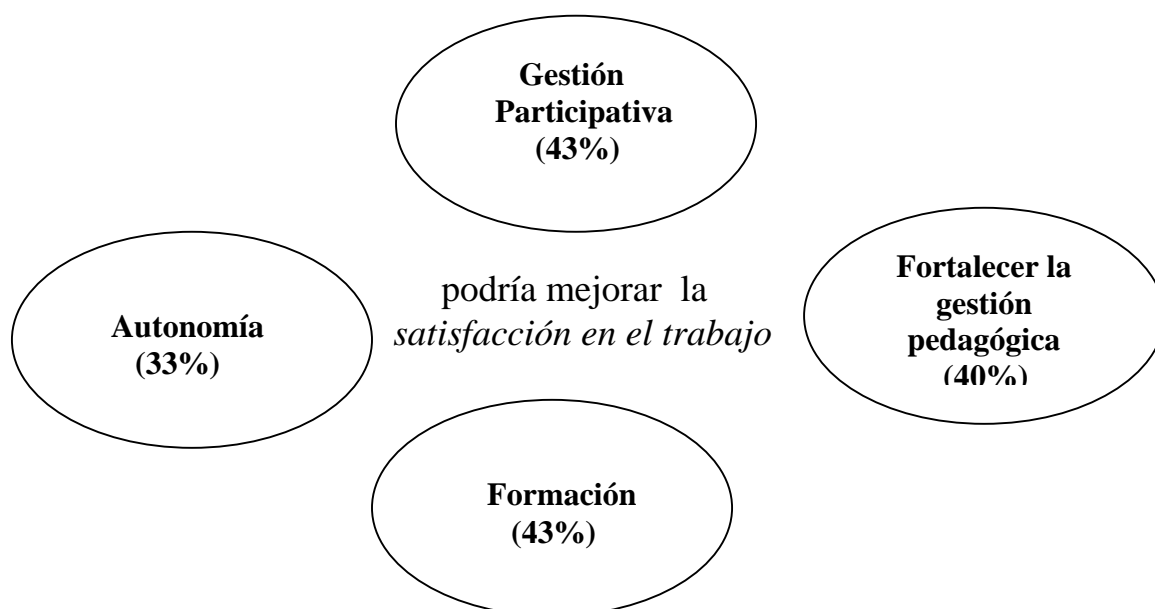 Gestión
Participativa
(43%)
Autonomía
(33%)
podría mejorar la
satisfacción en el trabajo
Fortalecer la
gestión
pedagógica
(40%)
Formación
(43%)